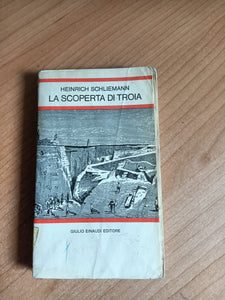 HEINRICH SCHLIEMANN
LA SCOPERTA DI TROIA
GIULIO EINAUDI EDITORE